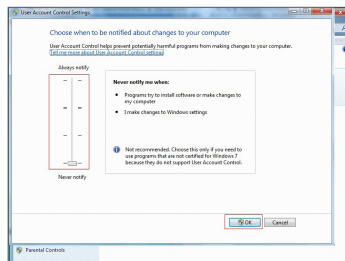 User Account Control Settings
Choose when to be notified about changes to your computer
User Account Control helps prevent potentially harmful programs from making changes to your computer.
Tell me more about User Account Control settings
Always notify
Never notify me when:
Programs try to install software or make changes to
my computer
I make changes to Windows settings
Not recommended. Choose this only if you need to
use programs that are not certified for Windows 7
because they do not support User Account Control.
Never notify
OK
Cancel
Parental Controls